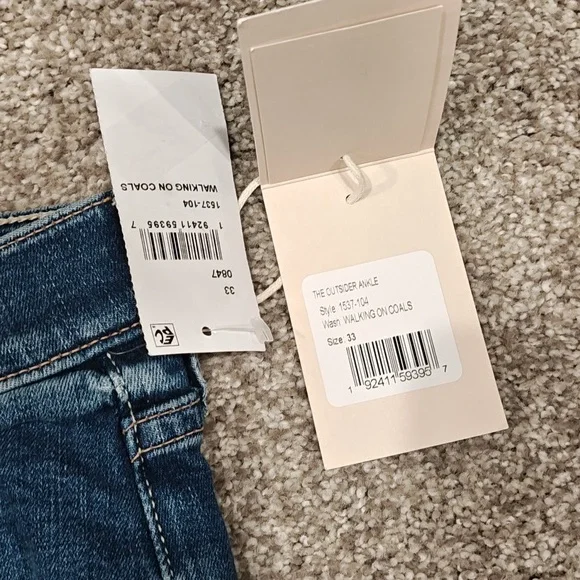 WALKING ON COALS
1537-104
1 92411 59395 7
0847
33
THE OUTSIDER ANKLE
Style: 1537-104
Wash: WALKING ON COALS
Size: 33
1 92411 59395 7